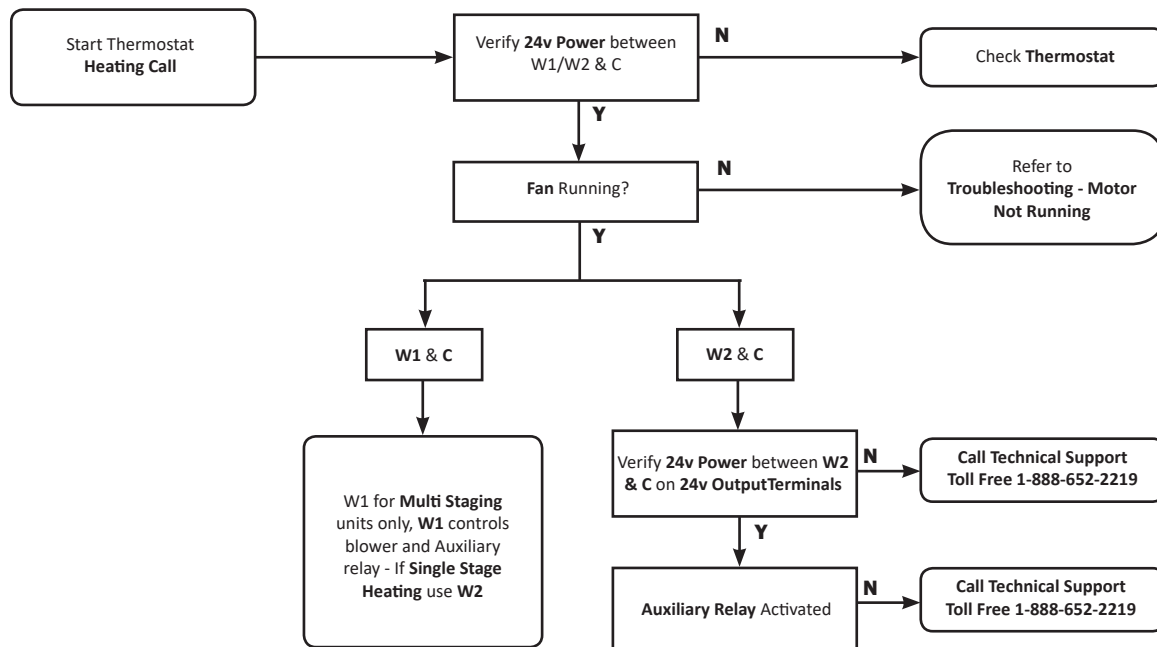 Start Thermostat
Heating Call
Verify 24v Power between
W1/W2 & C
N
Check Thermostat
Y
Fan Running?
N
Refer to
Troubleshooting - Motor
Not Running
Y
W1 & C
W2 & C
W1 for Multi Staging
units only, W1 controls
blower and Auxiliary
relay - If Single Stage
Heating use W2
Verify 24v Power between W2
& C on 24v OutputTerminals
N
Call Technical Support
Toll Free 1-888-652-2219
Y
Auxiliary Relay Activated
N
Call Technical Support
Toll Free 1-888-652-2219